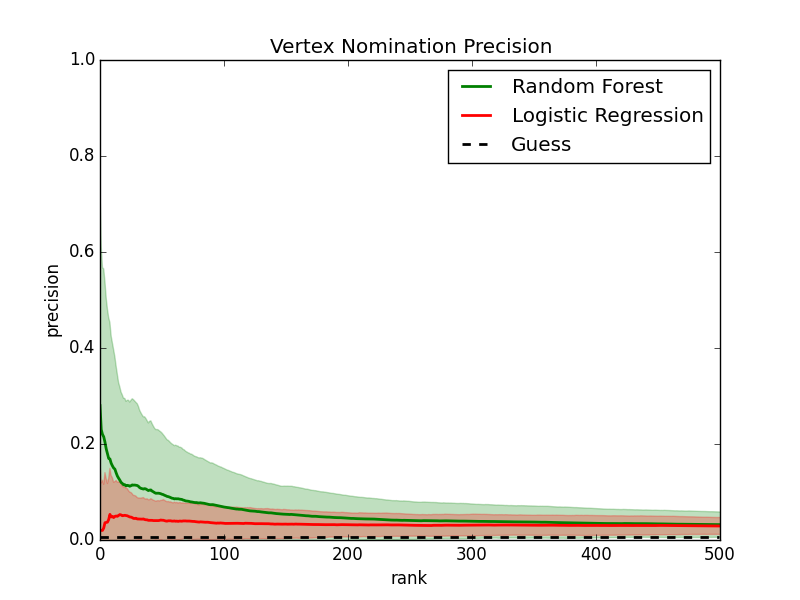 Vertex Nomination Precision
1.0
0.8
0.6
0.4
0.2
0.0
precision
Random Forest
Logistic Regression
Guess
0 100 200 300 400 500
rank